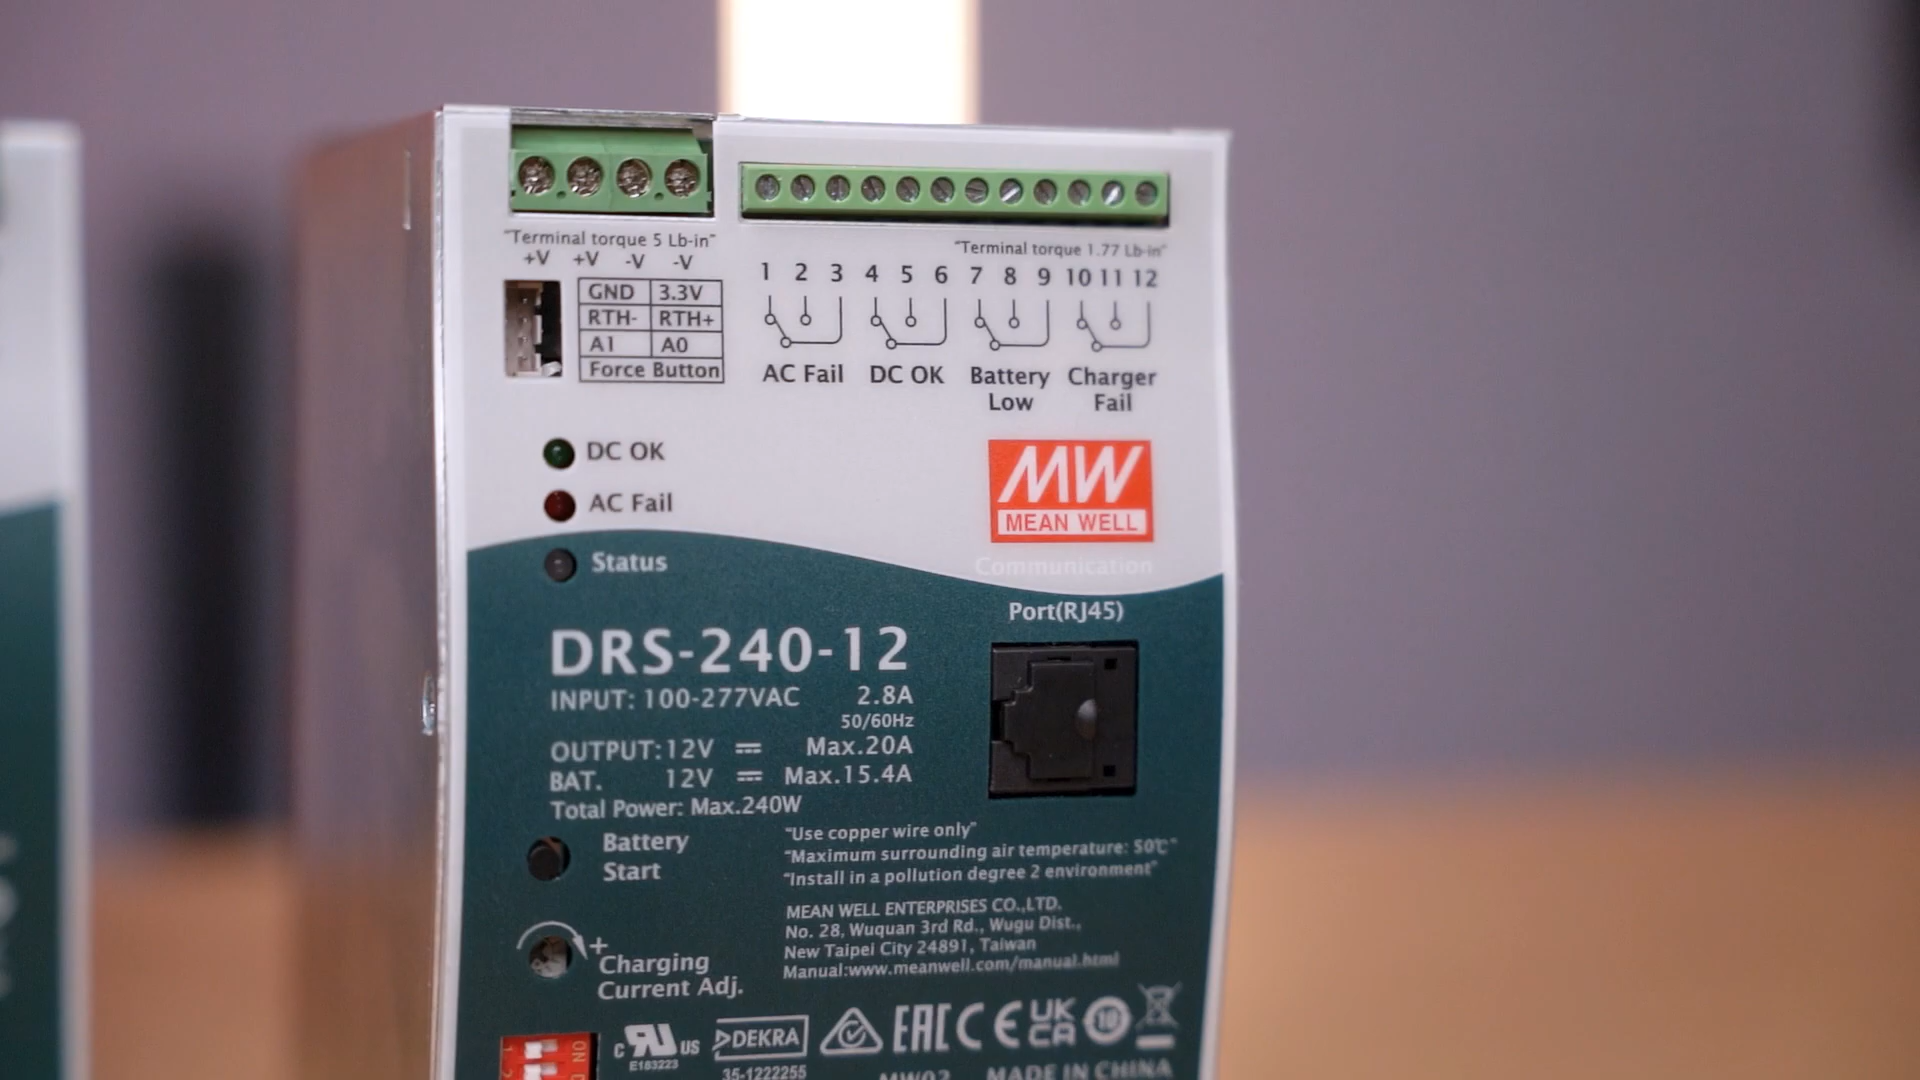 "Terminal torque 5 Lb-in"
+V +V -V -V
"Terminal torque 1.77 Lb-in"
1 2 3 4 5 6 7 8 9 10 11 12
GND 3.3V
RTH- RTH+
A1 A0
Force Button
AC Fail DC OK Battery Low Charger Fail
DC OK
AC Fail
Status
MW
MEAN WELL
Communication
Port(RJ45)
DRS-240-12
INPUT: 100-277VAC 2.8A
50/60Hz
OUTPUT: 12V ⎓ Max.20A
BAT. 12V ⎓ Max.15.4A
Total Power: Max.240W
Battery
Start
"Use copper wire only"
"Maximum surrounding air temperature: 50℃"
"Install in a pollution degree 2 environment"
MEAN WELL ENTERPRISES CO.,LTD.
No. 28, Wuquan 3rd Rd., Wugu Dist.,
New Taipei City 24891, Taiwan
Manual:www.meanwell.com/manual.html
+
Charging
Current Adj.
ON
1
2
c RU US
E183223
DEKRA
35-1222255
EAC CE UK CA 10
MW02 MADE IN CHINA